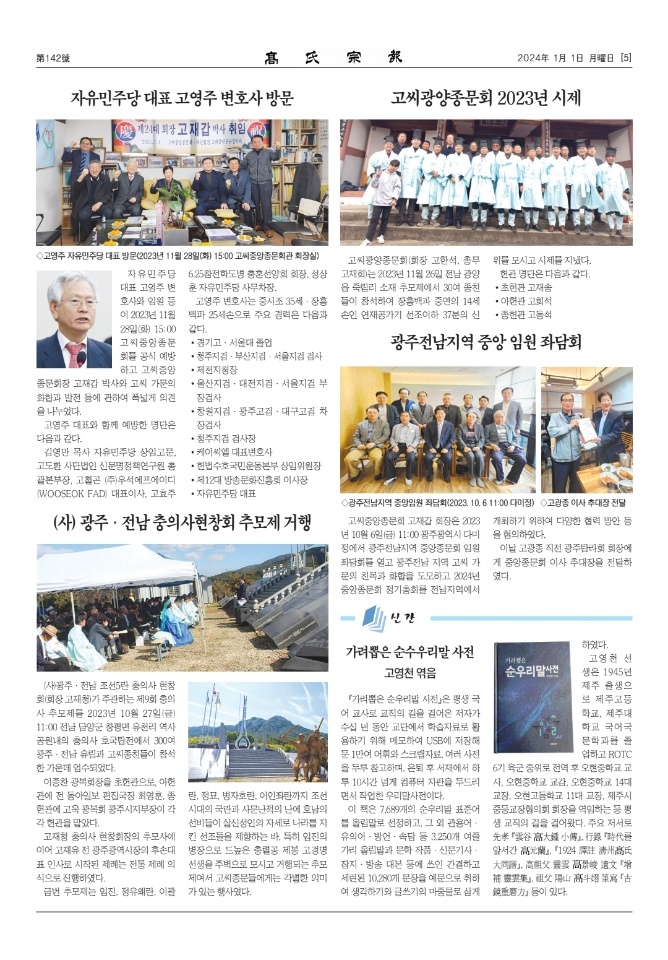 第142號
高氏宗報
2024年 1月 1日 月曜日 [5]
자유민주당 대표 고영주 변호사 방문
慶 제24대 회장 고재갑 박사 취임 祝
◇고영주 자유민주당 대표 방문(2023년 11월 28일(화) 15:00 고씨중앙종문회관 회장실)
자유민주당
대표 고영주 변
호사와 임원 등
이 2023년 11월
28일(화) 15:00
고씨중앙종문
회를 공식 예방
하고 고씨중앙
종문회장 고재갑 박사와 고씨 가문의
화합과 발전 등에 관하여 폭넓게 의견
을 나누었다.
고영주 대표와 함께 예방한 명단은
다음과 같다.
김영만 목사 자유민주당 상임고문,
고도환 사단법인 신문명정책연구원 총
괄본부장, 고훤곤 (주)우석에프에이디
(WOOSEOK FAD) 대표이사, 고효주
6.25참전학도병 충혼선양회 회장, 성상
훈 자유민주당 사무차장.
고영주 변호사는 중시조 35세 · 장흥
백파 25세손으로 주요 경력은 다음과
같다.
• 경기고 · 서울대 졸업
• 청주지검 · 부산지검 · 서울지검 검사
• 제천지청장
• 울산지검 · 대전지검 · 서울지검 부
장검사
• 창원지검 · 광주고검 · 대구고검 차
장검사
• 청주지검 검사장
• 케이씨엘 대표변호사
• 헌법수호국민운동본부 상임위원장
• 제12대 방송문화진흥회 이사장
• 자유민주당 대표
(사) 광주 · 전남 충의사현창회 추모제 거행
(사)광주 · 전남 조선5란 충의사 현창
회(회장 고재청)가 주관하는 제9회 충의
사 추모제를 2023년 10월 27일(금)
11:00 전남 담양군 창평면 유천리 역사
공원내의 충의사 호국탑전에서 300여
광주 · 전남 유림과 고씨종친들이 참석
한 가운데 엄수되었다.
이종찬 광복회장을 초헌관으로, 아헌
관에 전 동아일보 편집국장 최영훈, 종
헌관에 고욱 광복회 광주시지부장이 각
각 헌관을 맡았다.
고재청 충의사 현창회장의 추모사에
이어 고재유 전 광주광역시장의 후손대
표 인사로 시작된 제례는 전통 제례 의
식으로 진행하였다.
금번 추모제는 임진, 정유왜란, 이괄
란, 정묘, 병자호란, 이인좌란까지 조선
시대의 국란과 사문난적의 난에 호남의
선비들이 살신성인의 자세로 나라를 지
킨 선조들을 제향하는 바, 특히 임진의
병장으로 드높은 충렬공 제봉 고경명
선생을 주벽으로 모시고 거행되는 추모
제여서 고씨종문들에게는 각별한 의미
가 있는 행사였다.
고씨광양종문회 2023년 시제
고씨광양종문회(회장 고한석, 총무
고재화)는 2023년 11월 26일 전남 광양
읍 죽림리 소재 추모제에서 30여 종친
들이 참석하여 장흥백파 중연의 14세
손인 연재공가기 선조이하 37분의 신
위를 모시고 시제를 지냈다.
헌관 명단은 다음과 같다.
• 초헌관 고재송
• 아헌관 고회석
• 종헌관 고동석
광주전남지역 중앙 임원 좌담회
◇광주전남지역 중앙임원 좌담회(2023. 10. 6 11:00 다미정)
◇고광종 이사 추대장 전달
고씨중앙종문회 고재갑 회장은 2023
년 10월 6일(금) 11:00 광주광역시 다미
정에서 광주전남지역 중앙종문회 임원
좌담회를 열고 광주전남 지역 고씨 가
문의 친목과 화합을 도모하고 2024년
중앙종문회 정기총회를 전남지역에서
개최하기 위하여 다양한 협력 방안 등
을 협의하였다.
이날 고광종 직전 광주탐라회 회장에
게 중앙종문회 이사 추대장을 전달하
였다.
신간
가려뽑은 순수우리말 사전
고영천 엮음
『가려뽑은 순우리말 사전』은 평생 국
어 교사로 교직의 길을 걸어온 저자가
수십 년 동안 교단에서 학습자료로 활
용하기 위해 메모하여 USB에 저장해
둔 1만여 어휘와 스크랩자료, 여러 사전
을 두루 참고하며, 은퇴 후 서재에서 하
루 10시간 넘게 컴퓨터 자판을 두드리
면서 작업한 우리말사전이다.
이 책은 7,689개의 순우리말 표준어
를 올림말로 선정하고, 그 외 관용어 ·
유의어 · 방언 · 속담 등 3,250개 여를
가려 올림말과 문학 작품 · 신문기사 ·
잡지 · 방송 대본 등에 쓰인 간결하고
세련된 10,280개 문장을 예문으로 취하
여 생각하기와 글쓰기의 마중물로 삼게
가려뽑은
순우리말사전
하였다.
고영천 선
생은 1945년
제주 출생으
로 제주고등
학교, 제주대
학교 국어국
문학과를 졸
업하고 ROTC
6기 육군 중위로 전역 후 오현중학교 교
사, 오현중학교 교감, 오현중학교 14대
교장, 오현고등학교 11대 교장, 제주시
중등교장협의회 회장을 역임하는 등 평
생 교직의 길을 걸어왔다. 주요 저서로
先考『雲谷 高大鍾 小傳』, 行錄『時代를
앞서간 高元蘭』,『1924 譯註 濟州高氏
大同譜』, 高祖父 靈雲 高景晙 遺文『增
補 靈雲集』, 祖父 陽山 高斗翊 筆寫『古
鏡重磨方』등이 있다.